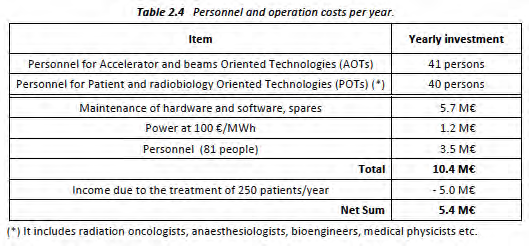 Table 2.4 Personnel and operation costs per year.
Item Yearly investment
Personnel for Accelerator and beams Oriented Technologies (AOTs) 41 persons
Personnel for Patient and radiobiology Oriented Technologies (POTs) (*) 40 persons
Maintenance of hardware and software, spares 5.7 M€
Power at 100 €/MWh 1.2 M€
Personnel (81 people) 3.5 M€
Total 10.4 M€
Income due to the treatment of 250 patients/year - 5.0 M€
Net Sum 5.4 M€
(*) It includes radiation oncologists, anaesthesiologists, bioengineers, medical physicists etc.